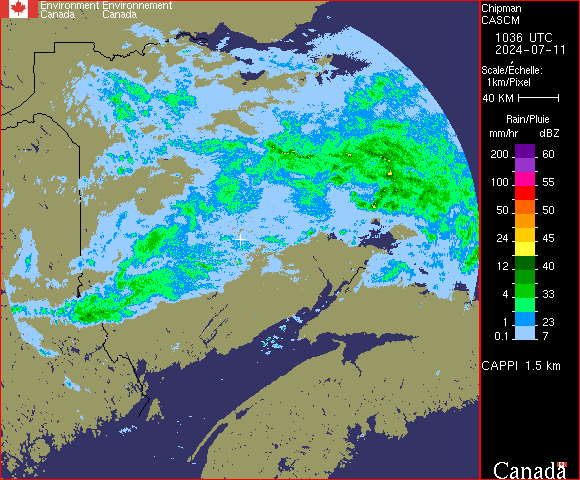 Environment Environnement
Canada Canada
Chipman
CASCM
1036 UTC
2024-07-11
Scale/Échelle:
1km/Pixel
40 KM
Rain/Pluie
mm/hr dBZ
200 60
100 55
50 50
24 45
12 40
4 33
1 23
0.1 7
CAPPI 1.5 km
Canada